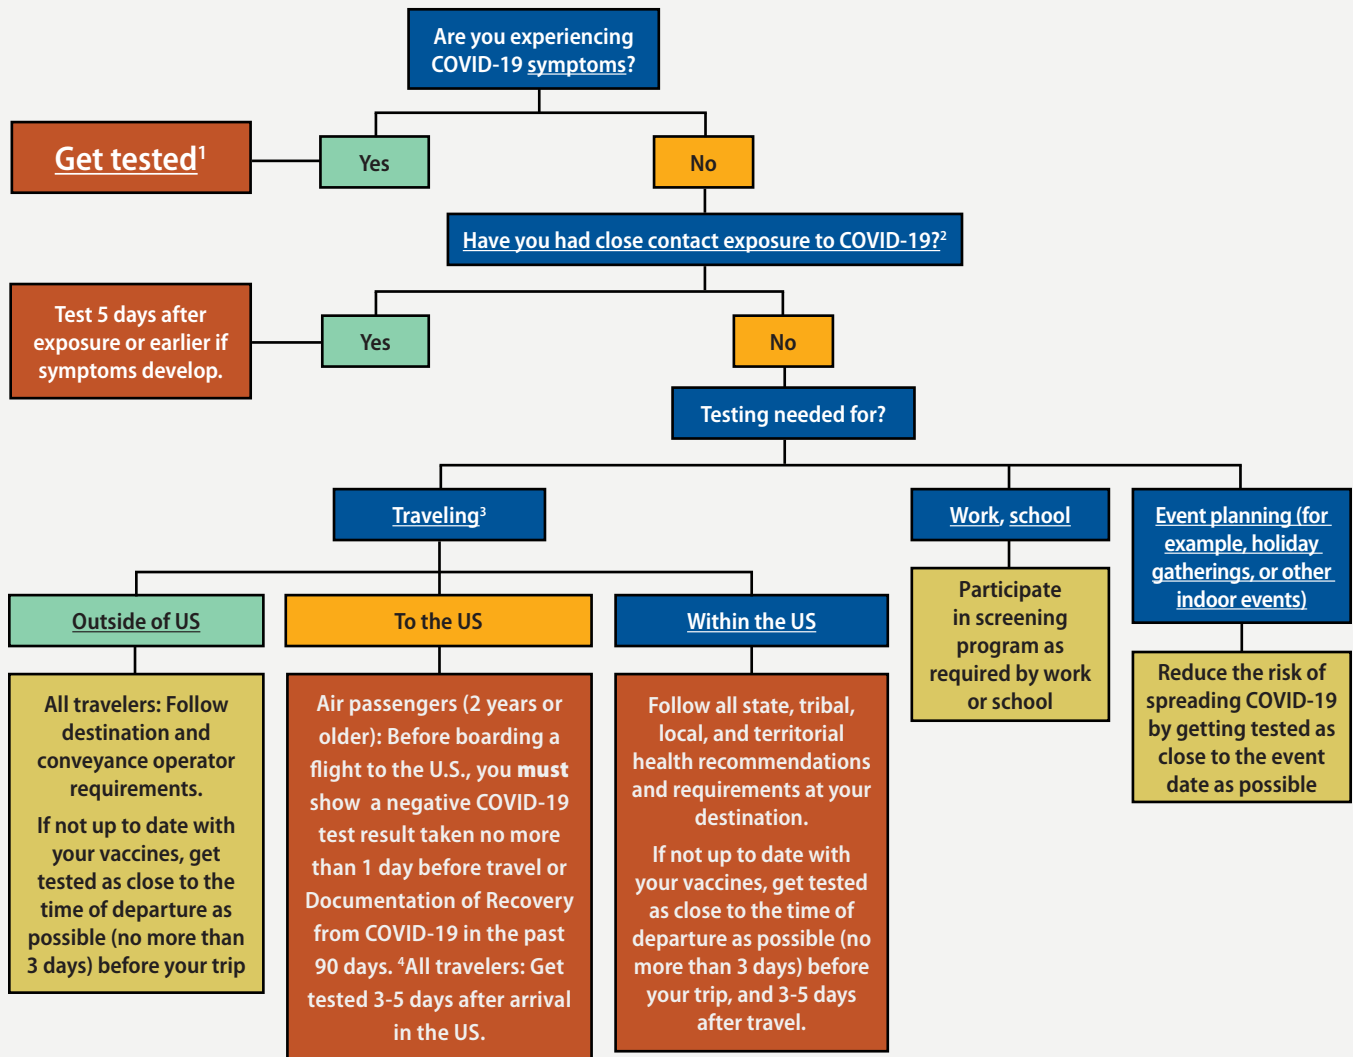 Are you experiencing
COVID-19 symptoms?
Get tested¹
Yes
No
Have you had close contact exposure to COVID-19?²
Test 5 days after
exposure or earlier if
symptoms develop.
Yes
No
Testing needed for?
Traveling³
Work, school
Event planning (for
example, holiday
gatherings, or other
indoor events)
Outside of US
To the US
Within the US
All travelers: Follow
destination and
conveyance operator
requirements.
If not up to date with
your vaccines, get
tested as close to the
time of departure as
possible (no more than
3 days) before your trip
Air passengers (2 years or
older): Before boarding a
flight to the U.S., you must
show a negative COVID-19
test result taken no more
than 1 day before travel or
Documentation of Recovery
from COVID-19 in the past
90 days. ⁴All travelers: Get
tested 3-5 days after arrival
in the US.
Follow all state, tribal,
local, and territorial
health recommendations
and requirements at your
destination.
If not up to date with
your vaccines, get tested
as close to the time of
departure as possible (no
more than 3 days) before
your trip, and 3-5 days
after travel.
Participate
in screening
program as
required by work
or school
Reduce the risk of
spreading COVID-19
by getting tested as
close to the event
date as possible